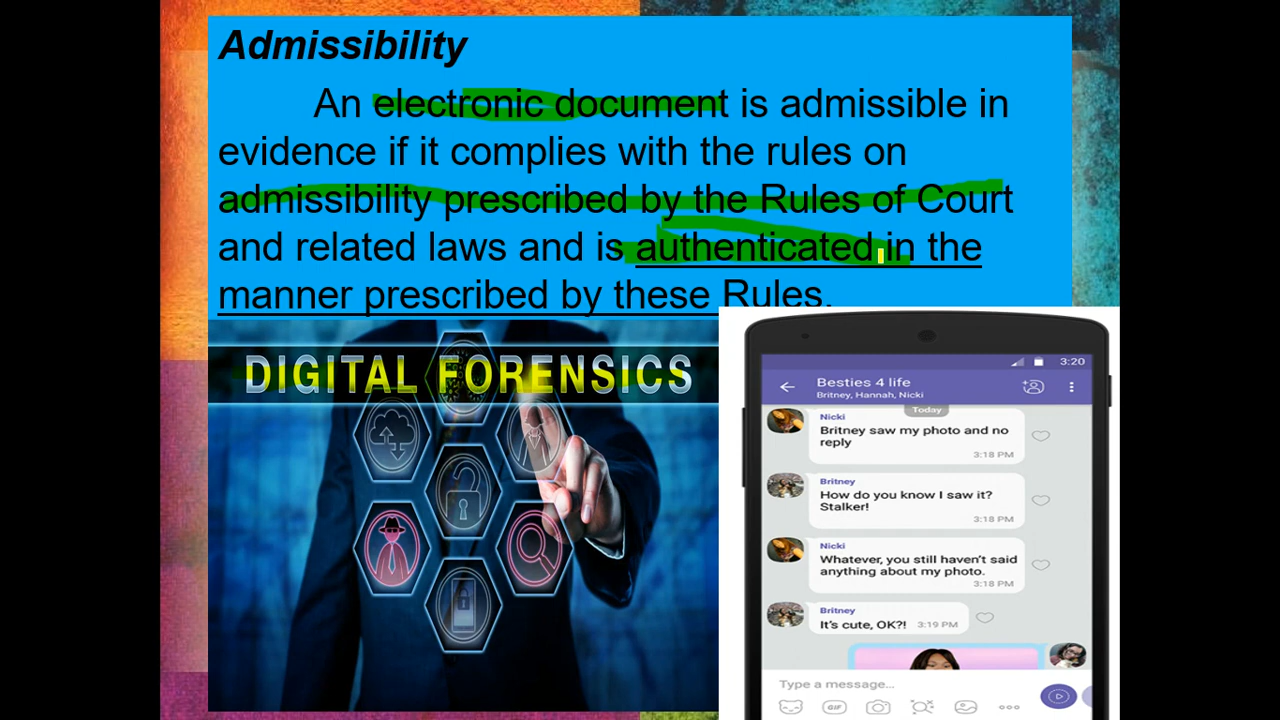 Admissibility
An electronic document is admissible in
evidence if it complies with the rules on
admissibility prescribed by the Rules of Court
and related laws and is authenticated in the
manner prescribed by these Rules.
DIGITAL FORENSICS
3:20
Besties 4 life
Britney, Hannah, Nicki
Today
Nicki
Britney saw my photo and no
reply
3:18 PM
Britney
How do you know I saw it?
Stalker!
3:18 PM
Nicki
Whatever, you still haven't said
anything about my photo.
3:18 PM
Britney
It's cute, OK?! 3:19 PM
Type a message...
GIF